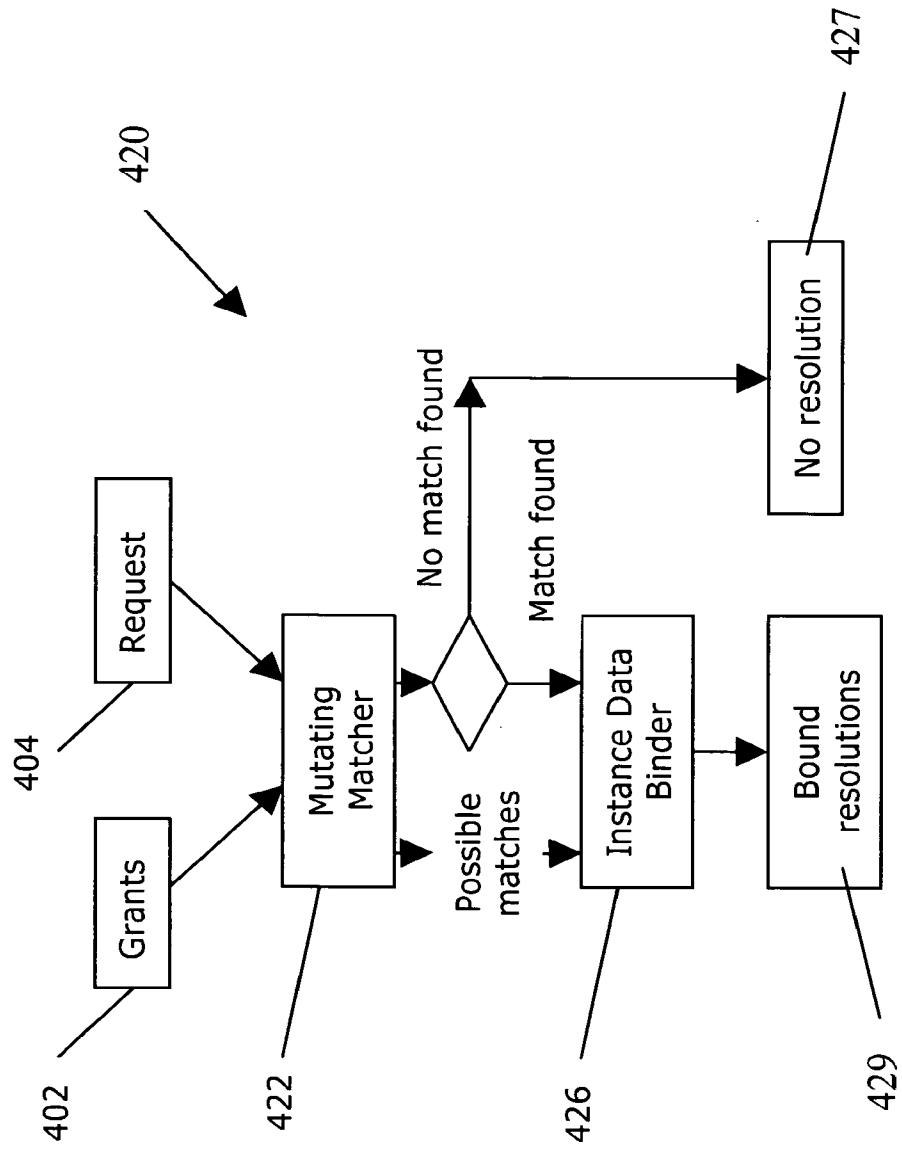 420
402
404
Grants
Request
422
Mutating
Matcher
No match found
Possible
matches
Match found
426
Instance Data
Binder
427
No resolution
429
Bound
resolutions